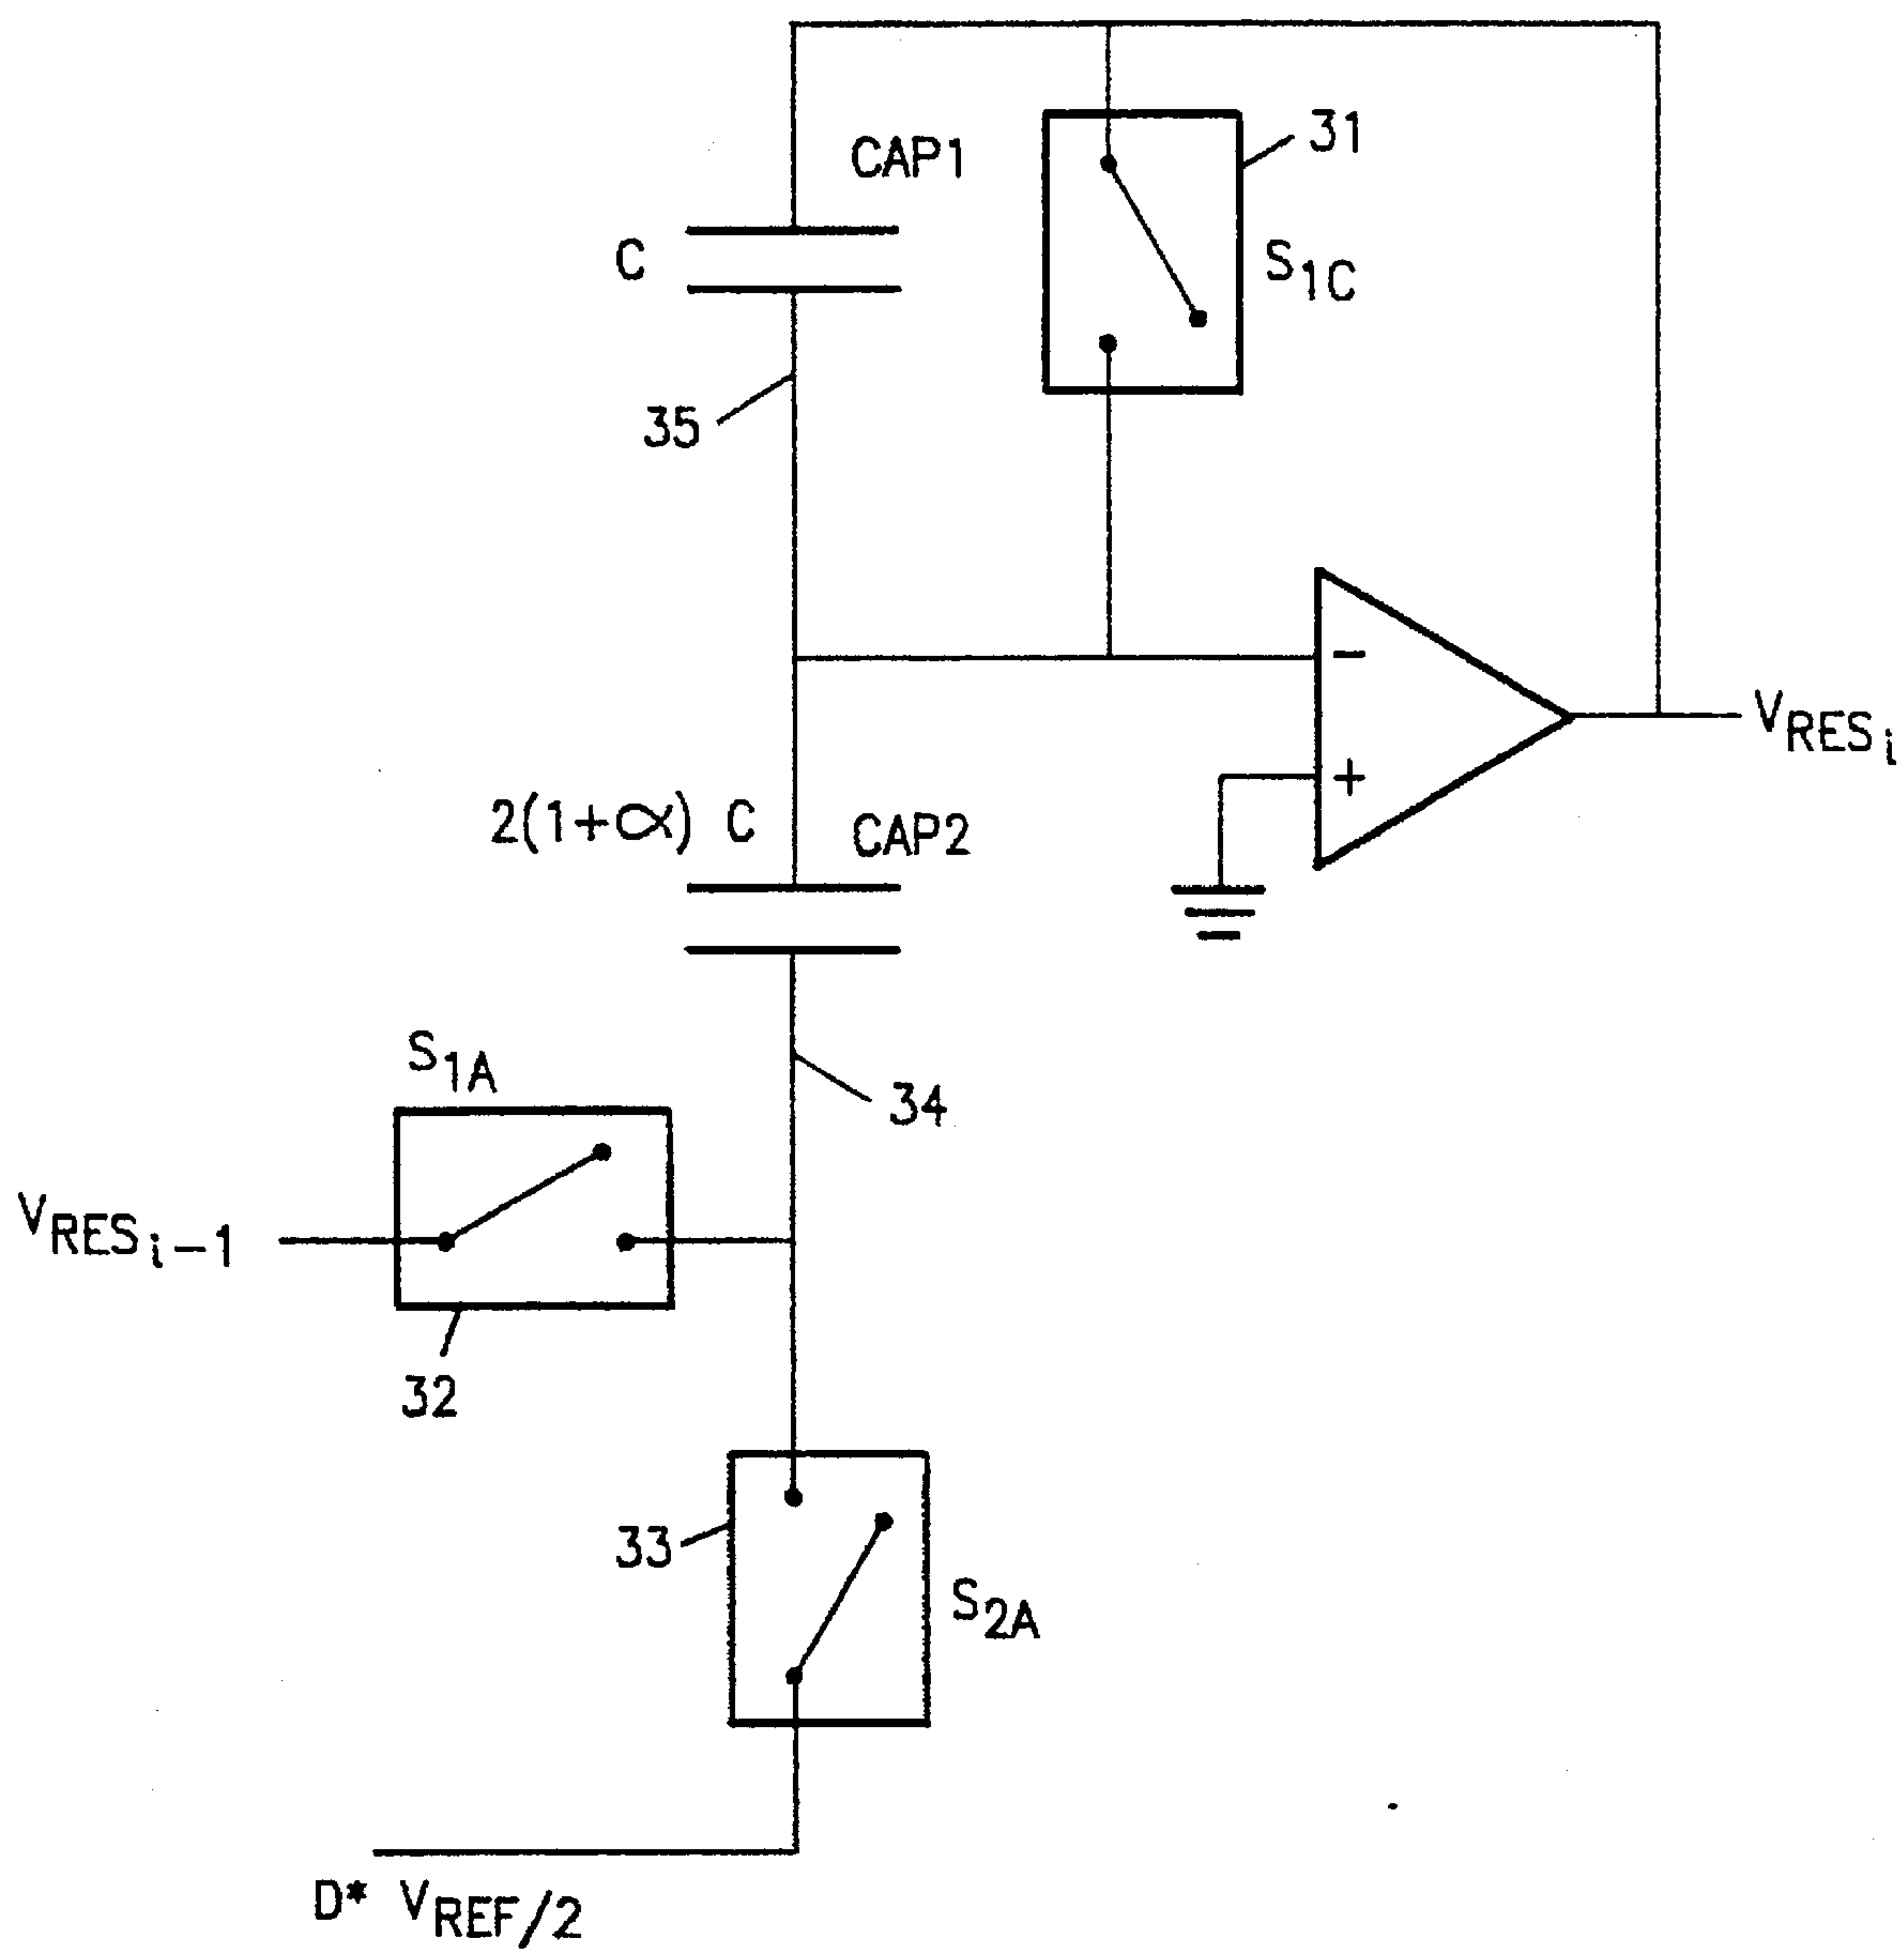 CAP1
31
C
S1C
35
-
VRESi
+
2(1+α) C
CAP2
S1A
34
VRESi-1
32
33
S2A
D* VREF/2